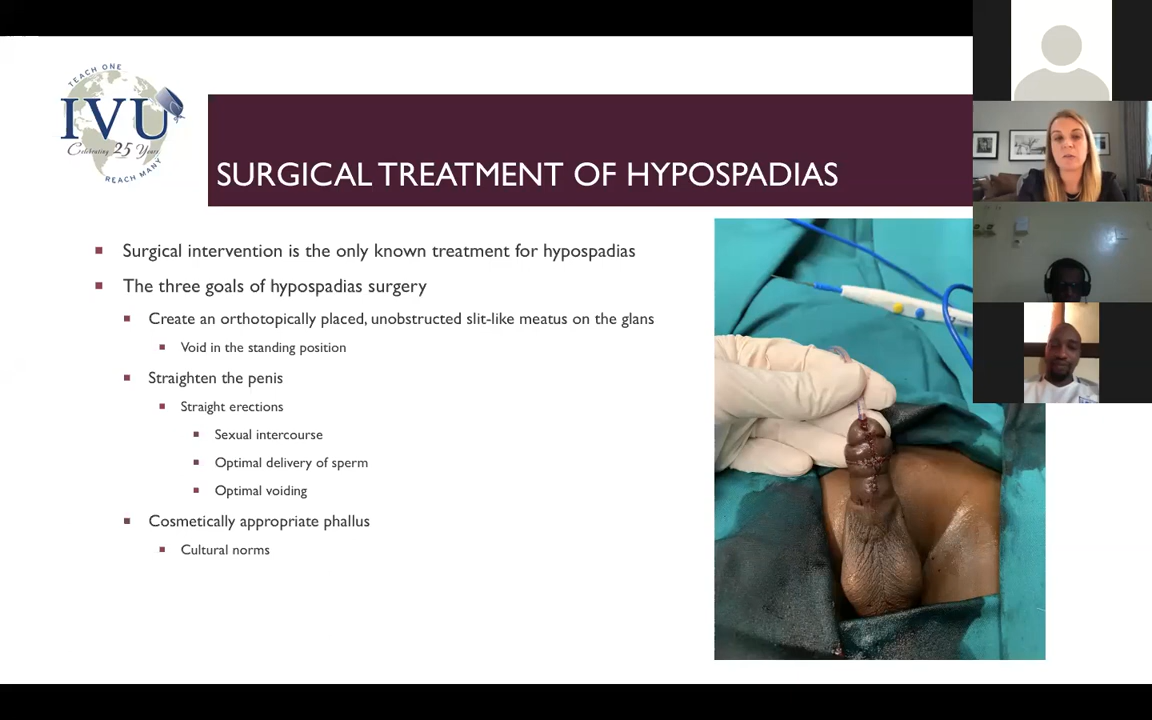 TEACH ONE
IVU
Celebrating 25 Years
REACH MANY
SURGICAL TREATMENT OF HYPOSPADIAS
Surgical intervention is the only known treatment for hypospadias
The three goals of hypospadias surgery
Create an orthotopically placed, unobstructed slit-like meatus on the glans
Void in the standing position
Straighten the penis
Straight erections
Sexual intercourse
Optimal delivery of sperm
Optimal voiding
Cosmetically appropriate phallus
Cultural norms